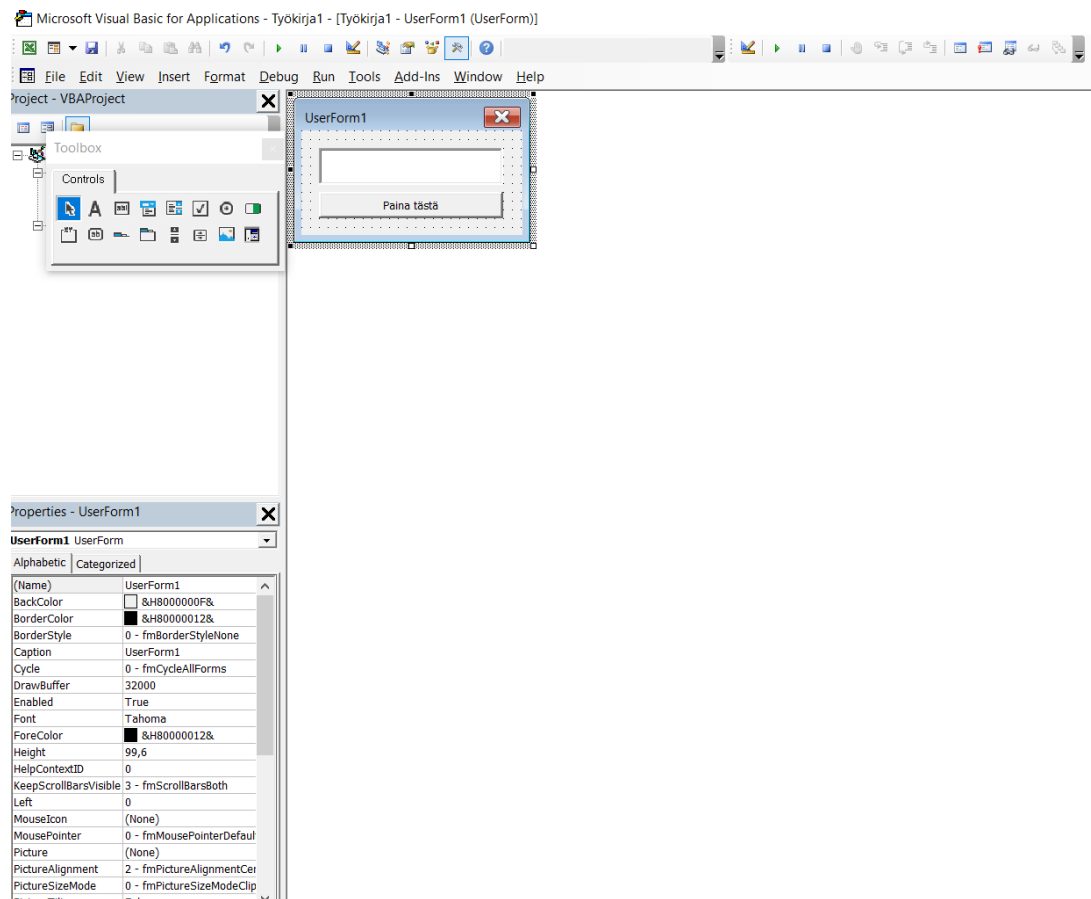 Microsoft Visual Basic for Applications - Työkirja1 - [Työkirja1 - UserForm1 (UserForm)]
File Edit View Insert Format Debug Run Tools Add-Ins Window Help
Project - VBAProject
Toolbox
Controls
UserForm1
Paina tästä
Properties - UserForm1
UserForm1 UserForm
Alphabetic Categorized
(Name) UserForm1
BackColor &H8000000F&
BorderColor &H80000012&
BorderStyle 0 - fmBorderStyleNone
Caption UserForm1
Cycle 0 - fmCycleAllForms
DrawBuffer 32000
Enabled True
Font Tahoma
ForeColor &H80000012&
Height 99,6
HelpContextID 0
KeepScrollBarsVisible 3 - fmScrollBarsBoth
Left 0
MouseIcon (None)
MousePointer 0 - fmMousePointerDefaul
Picture (None)
PictureAlignment 2 - fmPictureAlignmentCer
PictureSizeMode 0 - fmPictureSizeModeClip